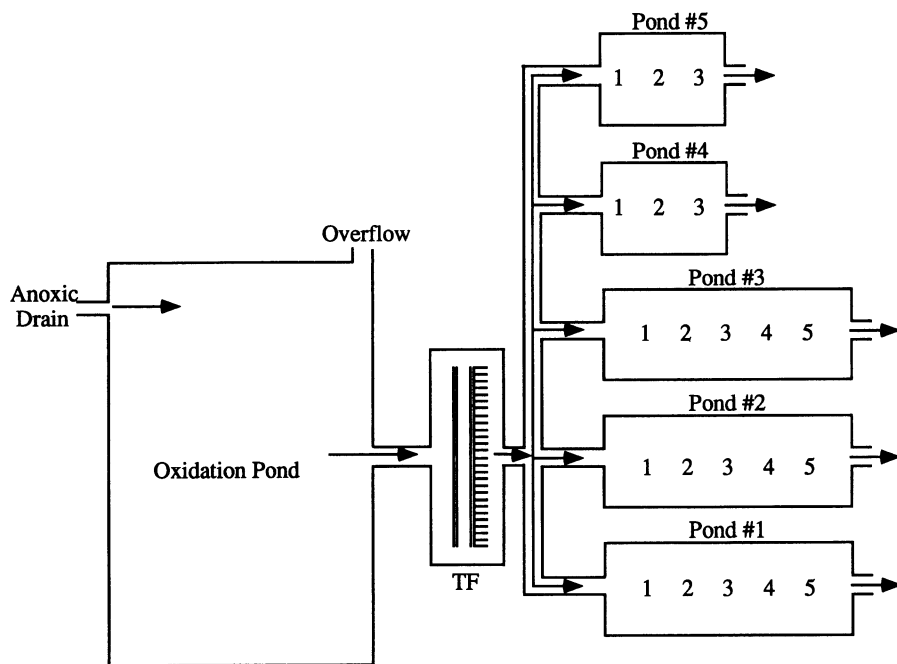 Pond #5
1 2 3
Pond #4
1 2 3
Overflow
Anoxic
Drain
Pond #3
1 2 3 4 5
Pond #2
1 2 3 4 5
Oxidation Pond
Pond #1
1 2 3 4 5
TF